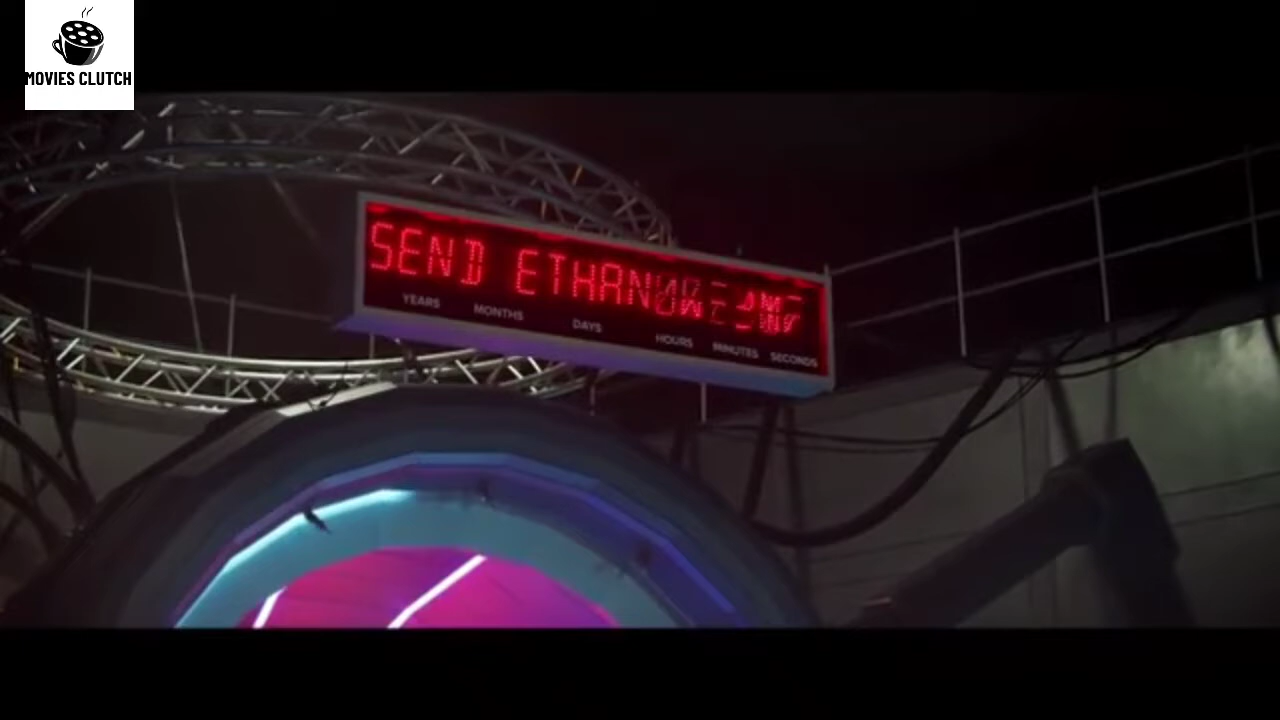 MOVIES CLUTCH
SEND ETHAN
YEARS MONTHS DAYS HOURS MINUTES SECONDS